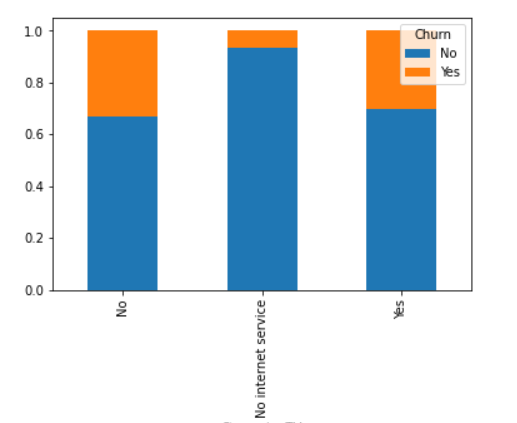 Churn
No
Yes
1.0
0.8
0.6
0.4
0.2
0.0
No
No internet service
Yes